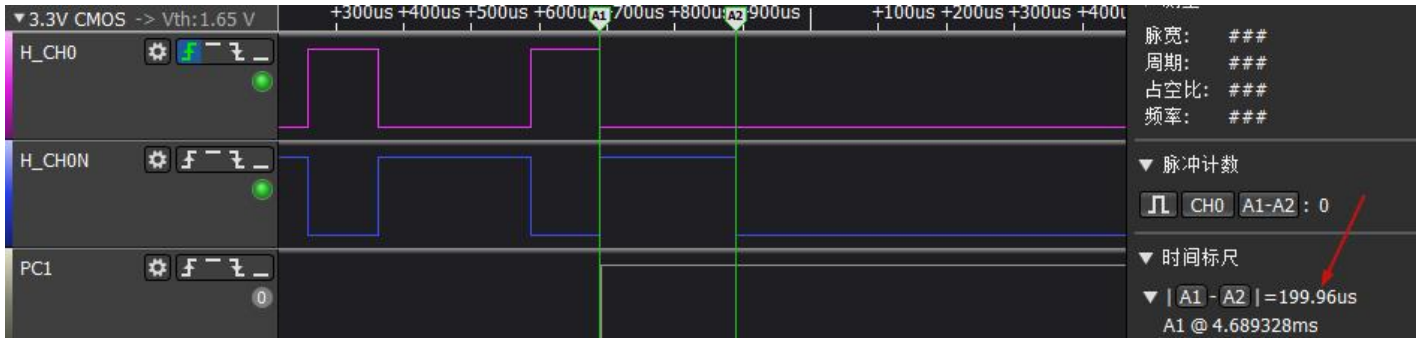 ▼3.3V CMOS -> Vth:1.65 V
+300us +400us +500us +600us A1 +700us +800us A2 +900us +100us +200us +300us
H_CH0
H_CH0N
PC1
0
脉宽: ###
周期: ###
占空比: ###
频率: ###
▼ 脉冲计数
CH0 A1-A2 : 0
▼ 时间标尺
▼ | A1 - A2 | =199.96us
A1 @ 4.689328ms